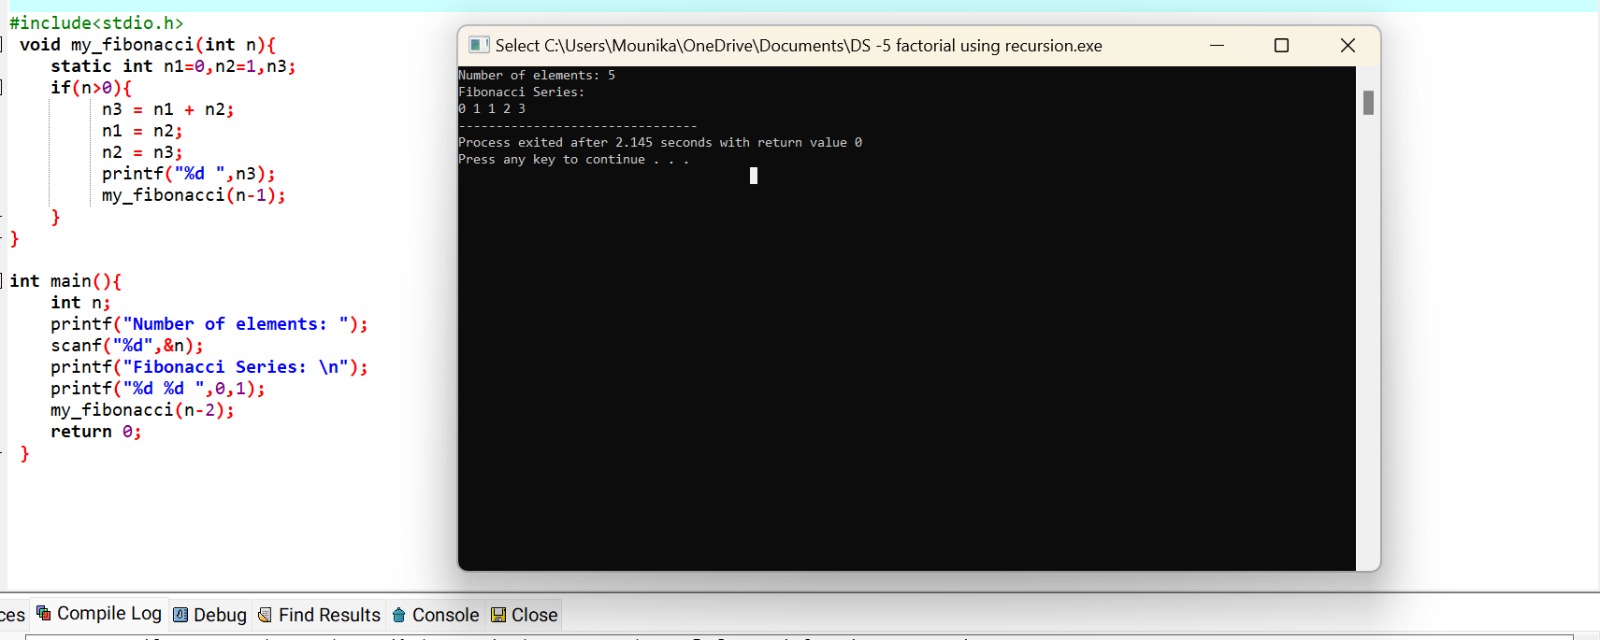 #include<stdio.h>
void my_fibonacci(int n){
static int n1=0,n2=1,n3;
if(n>0){
n3 = n1 + n2;
n1 = n2;
n2 = n3;
printf("%d ",n3);
my_fibonacci(n-1);
}
}
int main(){
int n;
printf("Number of elements: ");
scanf("%d",&n);
printf("Fibonacci Series: \n");
printf("%d %d ",0,1);
my_fibonacci(n-2);
return 0;
}
Select C:\Users\Mounika\OneDrive\Documents\DS -5 factorial using recursion.exe
Number of elements: 5
Fibonacci Series:
0 1 1 2 3
--------------------------------
Process exited after 2.145 seconds with return value 0
Press any key to continue . . .
ces Compile Log Debug Find Results Console Close